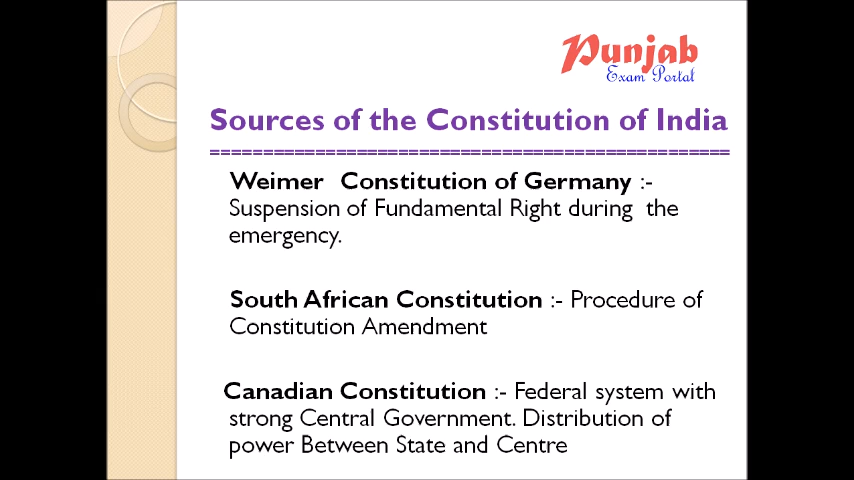 Punjab
Exam Portal
Sources of the Constitution of India
====================================================
Weimer Constitution of Germany :-
Suspension of Fundamental Right during the
emergency.
South African Constitution :- Procedure of
Constitution Amendment
Canadian Constitution :- Federal system with
strong Central Government. Distribution of
power Between State and Centre